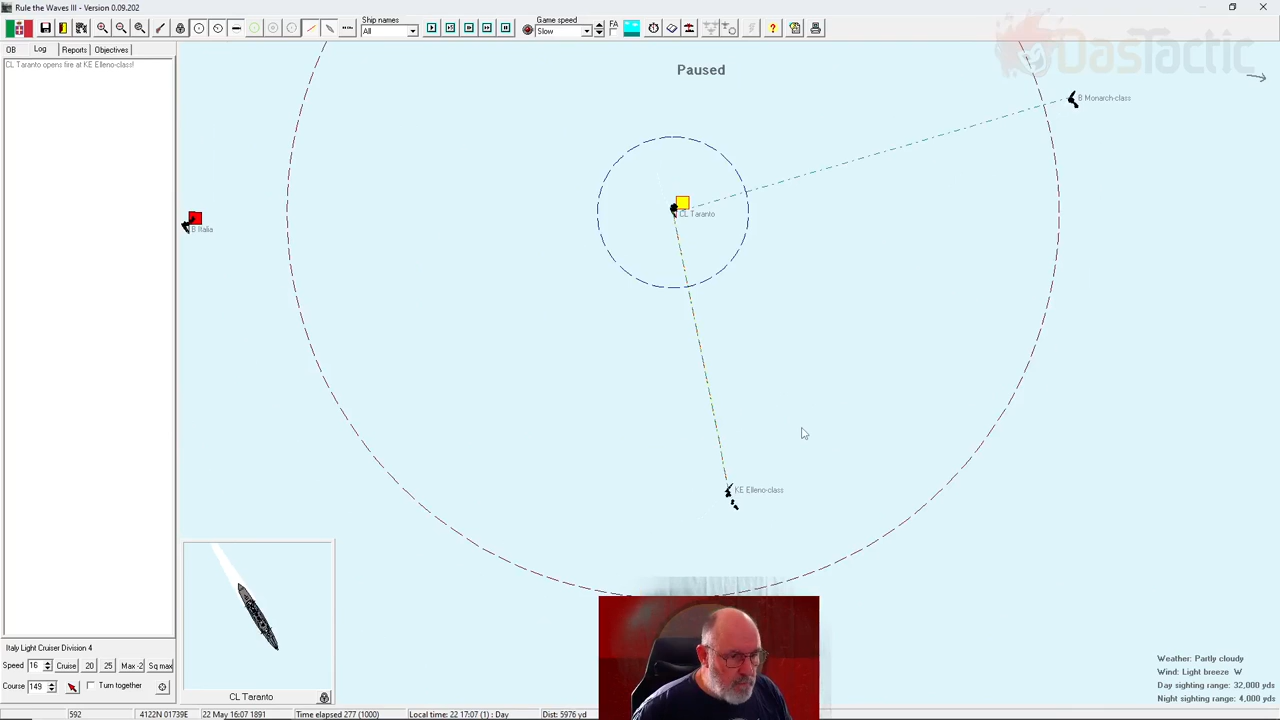 Rule the Waves III - Version 0.09.202
Ship names
All
Game speed
Slow
FA
OB
Log
Reports
Objectives
CL Taranto opens fire at KE Elleno-class!
Paused
DasTactic
B Monarch-class
CL Taranto
B Italia
KE Elleno-class
CL Taranto
Italy Light Cruiser Division 4
Speed 16 Cruise 20 25 Max -2 Sq max
Course 149 Turn together
Weather: Partly cloudy
Wind: Light breeze W
Day sighting range: 32,000 yds
Night sighting range: 4,000 yds
592
4122N 01739E
22 May 16:07 1891
Time elapsed 277 (1000)
Local time: 22 17:07 (1) : Day
Dist: 5976 yd